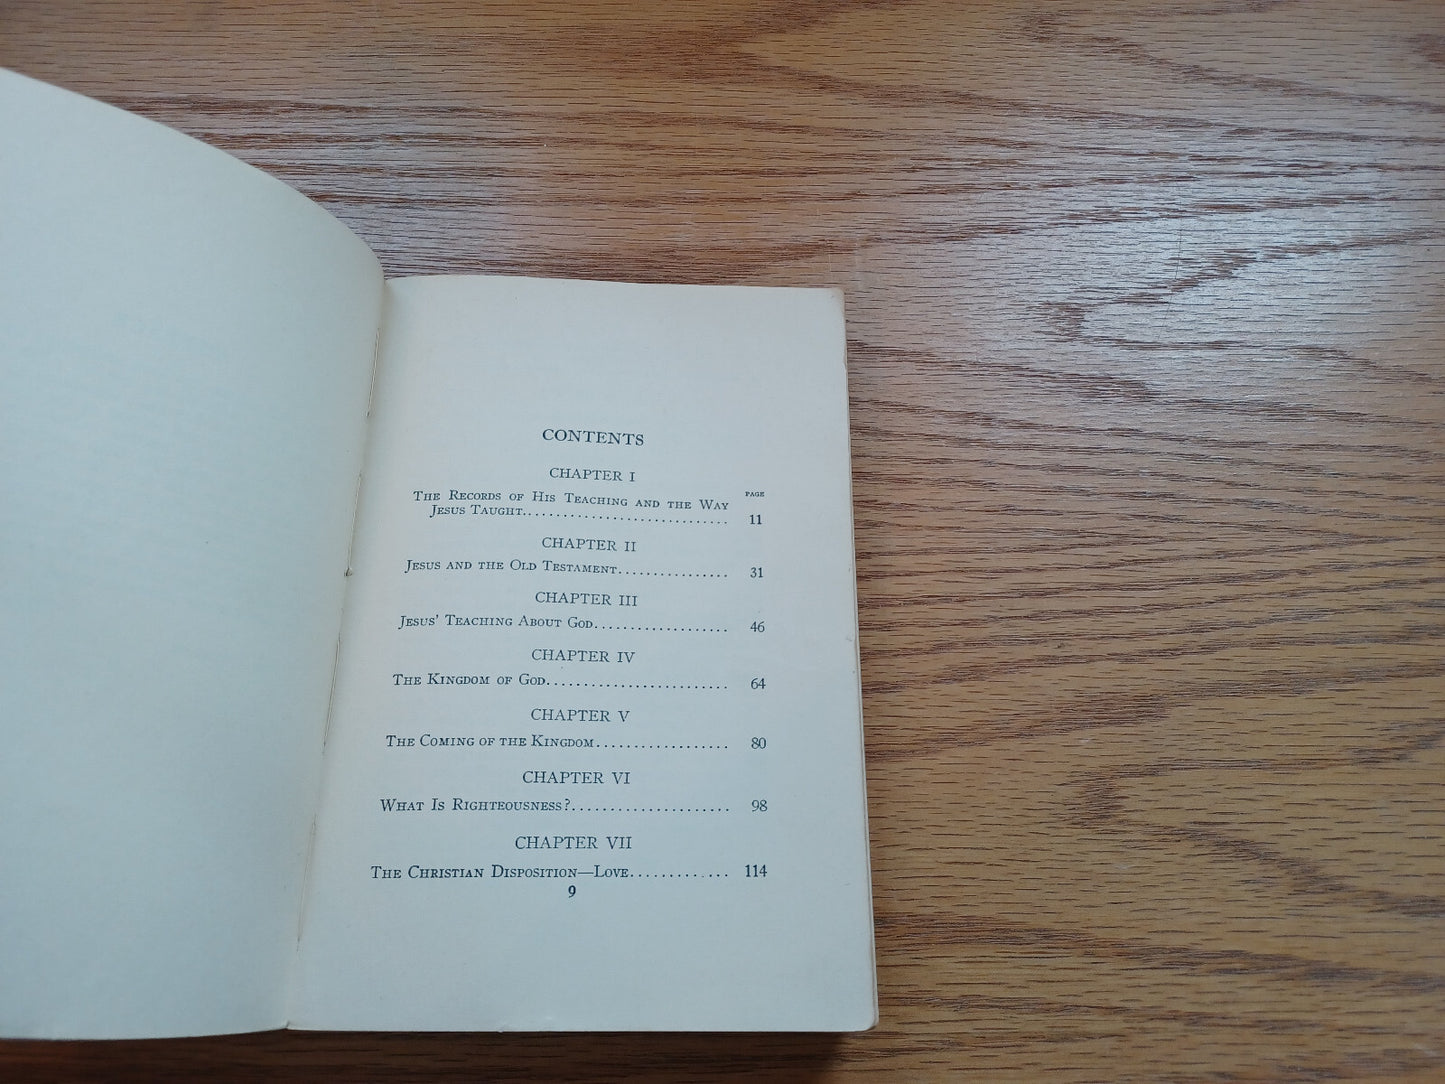 CONTENTS
CHAPTER I
PAGE
The Records of His Teaching and the Way
Jesus Taught.............................. 11
CHAPTER II
Jesus and the Old Testament................ 31
CHAPTER III
Jesus' Teaching About God................... 46
CHAPTER IV
The Kingdom of God.......................... 64
CHAPTER V
The Coming of the Kingdom.................. 80
CHAPTER VI
What Is Righteousness?...................... 98
CHAPTER VII
The Christian Disposition—Love............. 114
9